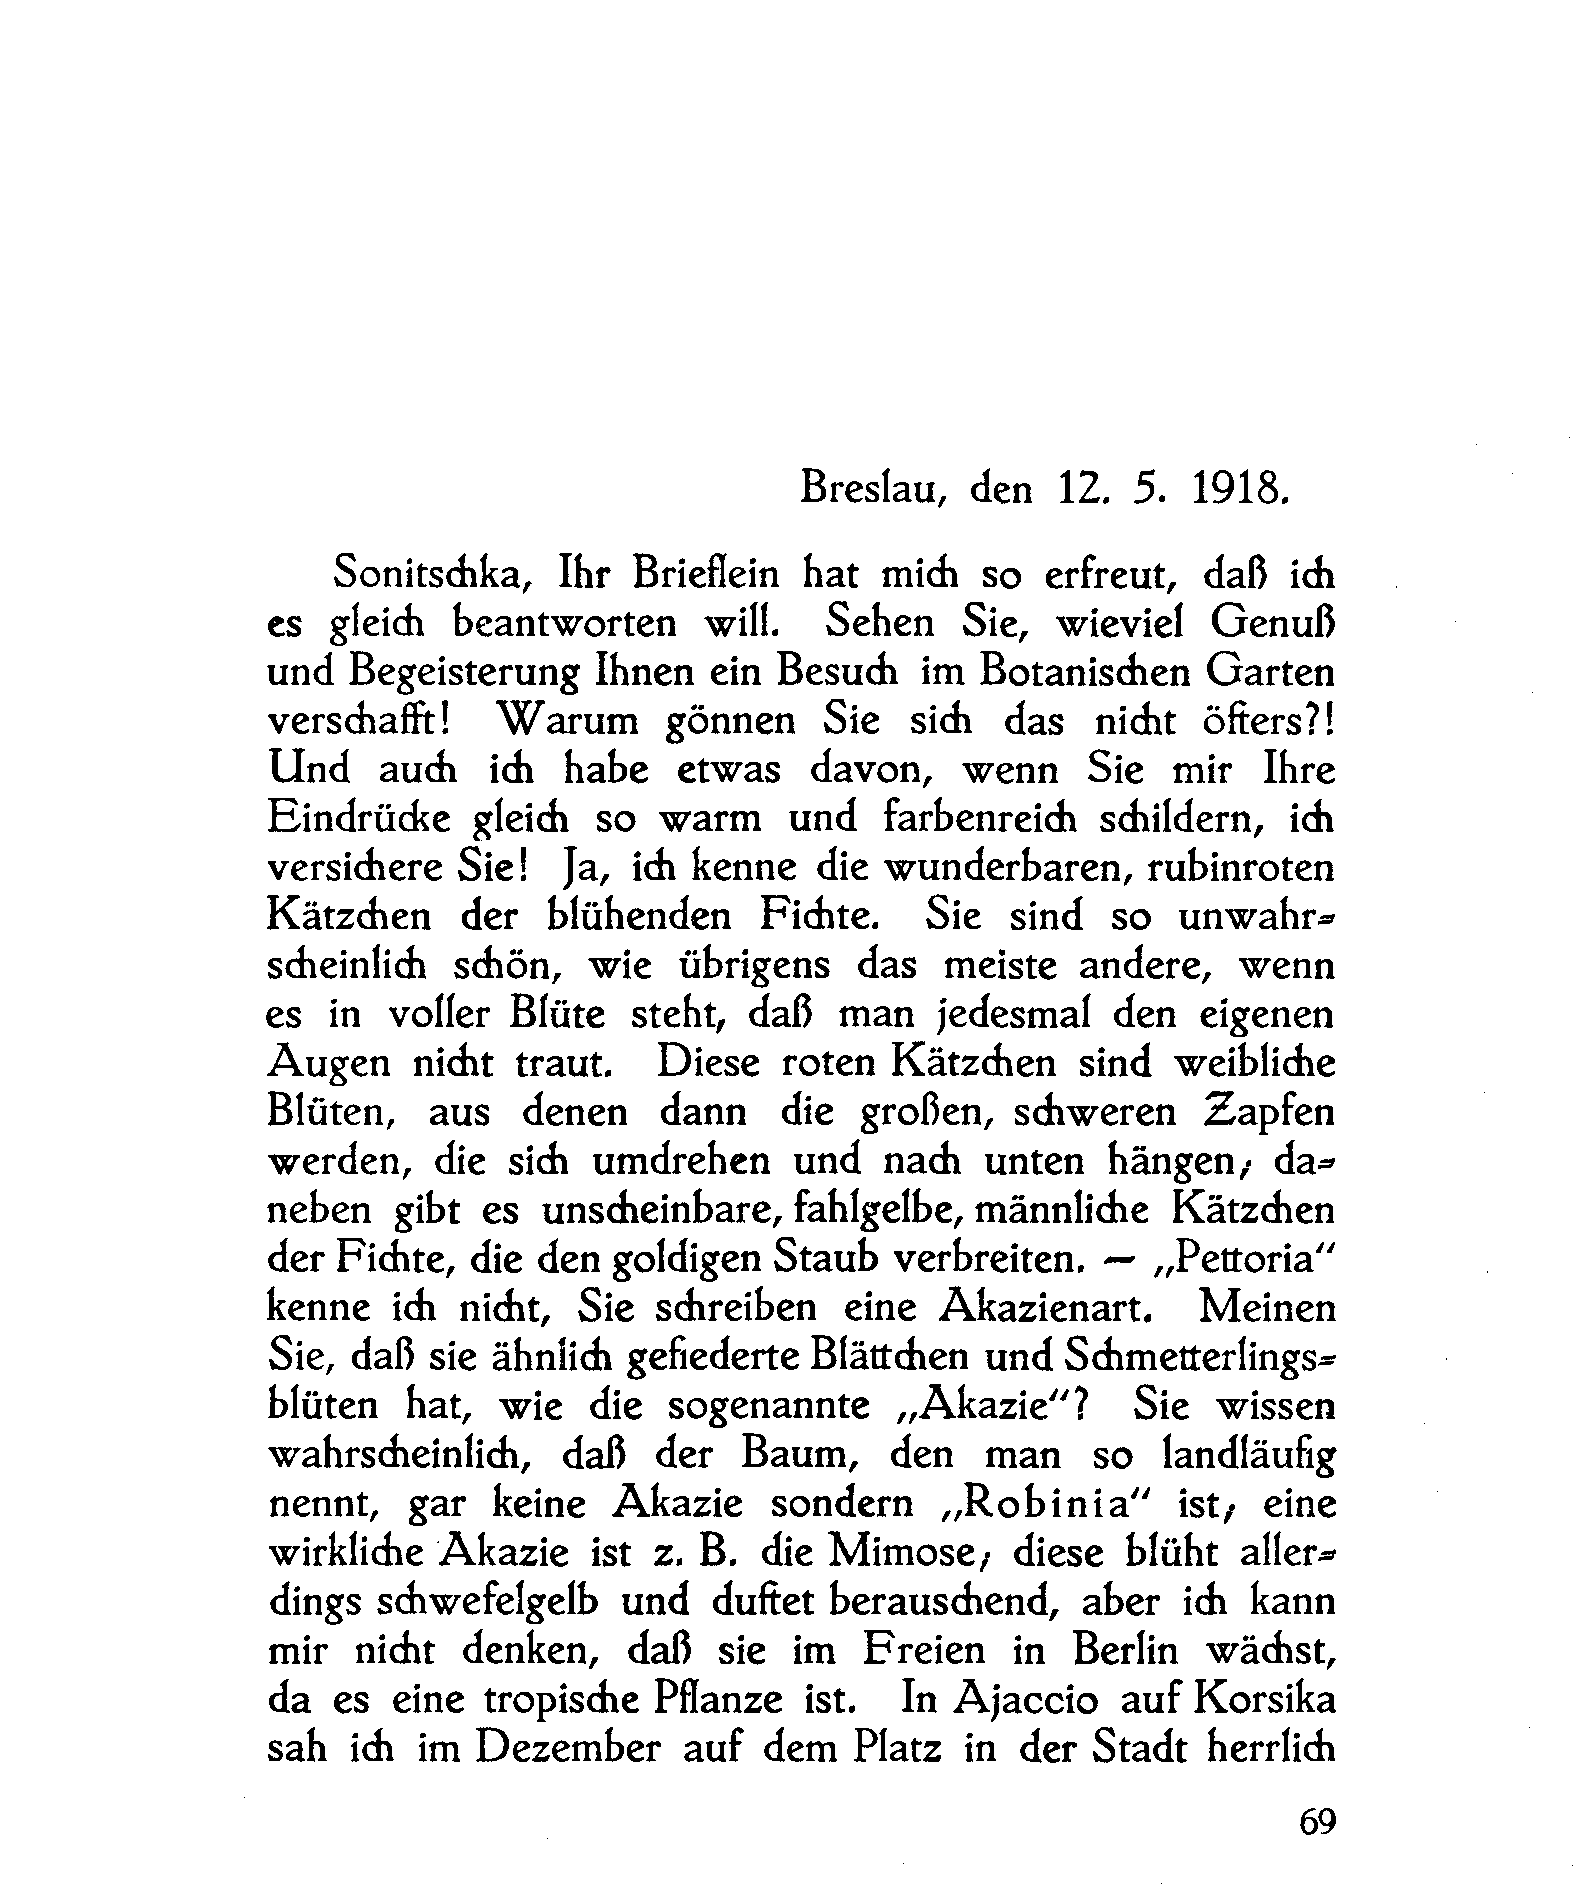 Breslau, den 12. 5. 1918.
Sonitschka, Ihr Brieflein hat mich so erfreut, daß ich
es gleich beantworten will. Sehen Sie, wieviel Genuß
und Begeisterung Ihnen ein Besuch im Botanischen Garten
verschafft! Warum gönnen Sie sich das nicht öfters?!
Und auch ich habe etwas davon, wenn Sie mir Ihre
Eindrücke gleich so warm und farbenreich schildern, ich
versichere Sie! Ja, ich kenne die wunderbaren, rubinroten
Kätzchen der blühenden Fichte. Sie sind so unwahr-
scheinlich schön, wie übrigens das meiste andere, wenn
es in voller Blüte steht, daß man jedesmal den eigenen
Augen nicht traut. Diese roten Kätzchen sind weibliche
Blüten, aus denen dann die großen, schweren Zapfen
werden, die sich umdrehen und nach unten hängen; da-
neben gibt es unscheinbare, fahlgelbe, männliche Kätzchen
der Fichte, die den goldigen Staub verbreiten. — „Pettoria“
kenne ich nicht, Sie schreiben eine Akazienart. Meinen
Sie, daß sie ähnlich gefiederte Blättchen und Schmetterlings-
blüten hat, wie die sogenannte „Akazie“? Sie wissen
wahrscheinlich, daß der Baum, den man so landläufig
nennt, gar keine Akazie sondern „Robinia“ ist; eine
wirkliche Akazie ist z. B. die Mimose; diese blüht aller-
dings schwefelgelb und duftet berauschend, aber ich kann
mir nicht denken, daß sie im Freien in Berlin wächst,
da es eine tropische Pflanze ist. In Ajaccio auf Korsika
sah ich im Dezember auf dem Platz in der Stadt herrlich
69